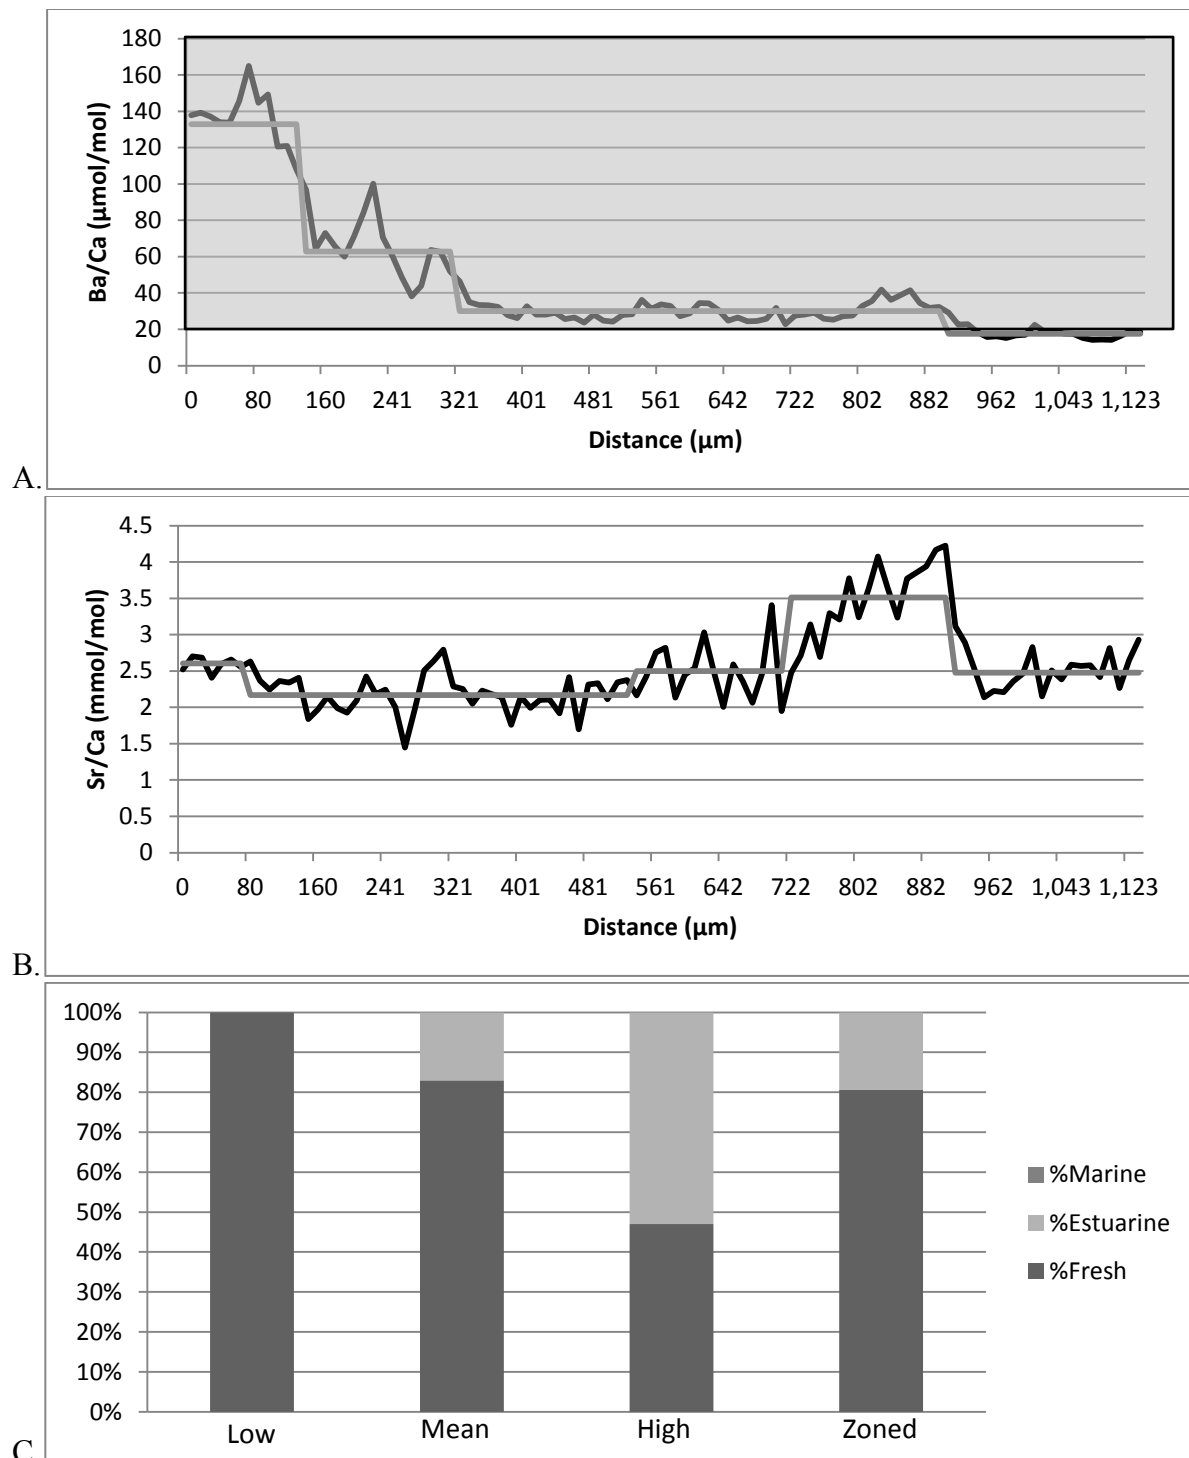 180
160
140
120
100
80
60
40
20
0
Ba/Ca (µmol/mol)
0 80 160 241 321 401 481 561 642 722 802 882 962 1,043 1,123
Distance (µm)
A.
4.5
4
3.5
3
2.5
2
1.5
1
0.5
0
Sr/Ca (mmol/mol)
0 80 160 241 321 401 481 561 642 722 802 882 962 1,043 1,123
Distance (µm)
B.
100%
90%
80%
70%
60%
50%
40%
30%
20%
10%
0%
Low Mean High Zoned
%Marine
%Estuarine
%Fresh
C